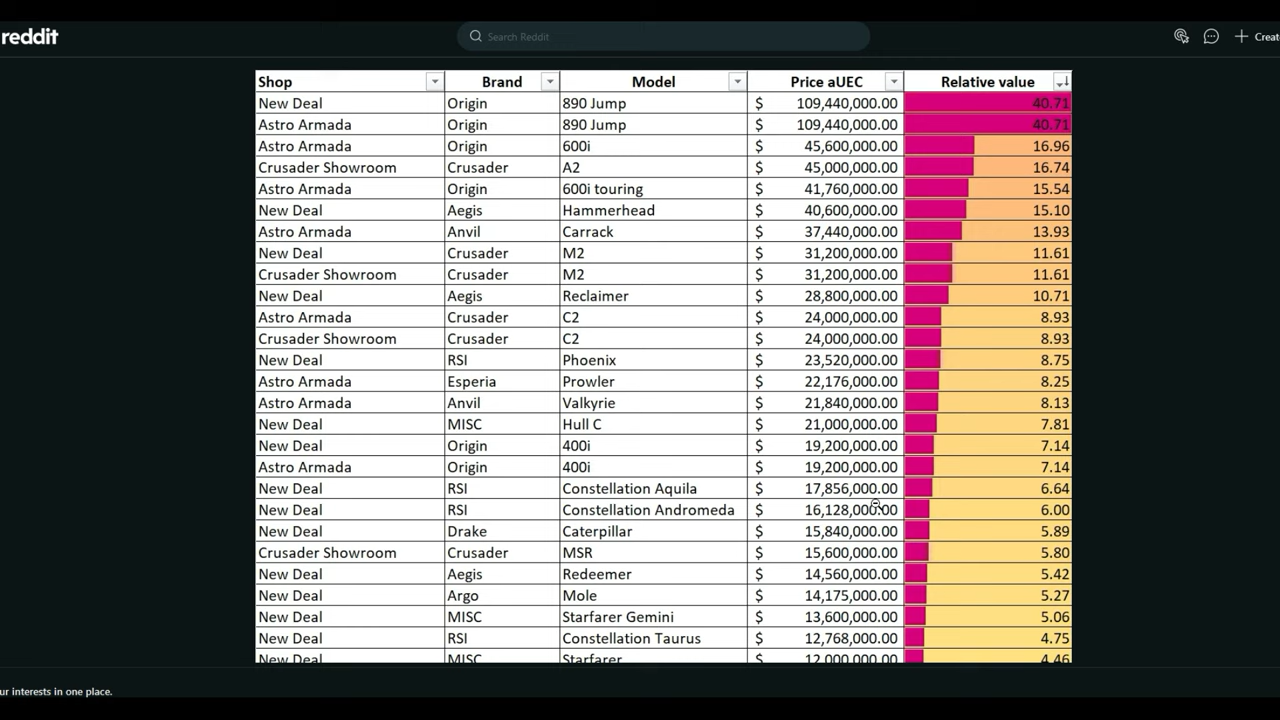 reddit Search Reddit Create
Shop Brand Model Price aUEC Relative value
New Deal Origin 890 Jump $ 109,440,000.00 40.71
Astro Armada Origin 890 Jump $ 109,440,000.00 40.71
Astro Armada Origin 600i $ 45,600,000.00 16.96
Crusader Showroom Crusader A2 $ 45,000,000.00 16.74
Astro Armada Origin 600i touring $ 41,760,000.00 15.54
New Deal Aegis Hammerhead $ 40,600,000.00 15.10
Astro Armada Anvil Carrack $ 37,440,000.00 13.93
New Deal Crusader M2 $ 31,200,000.00 11.61
Crusader Showroom Crusader M2 $ 31,200,000.00 11.61
New Deal Aegis Reclaimer $ 28,800,000.00 10.71
Astro Armada Crusader C2 $ 24,000,000.00 8.93
Crusader Showroom Crusader C2 $ 24,000,000.00 8.93
New Deal RSI Phoenix $ 23,520,000.00 8.75
Astro Armada Esperia Prowler $ 22,176,000.00 8.25
Astro Armada Anvil Valkyrie $ 21,840,000.00 8.13
New Deal MISC Hull C $ 21,000,000.00 7.81
New Deal Origin 400i $ 19,200,000.00 7.14
Astro Armada Origin 400i $ 19,200,000.00 7.14
New Deal RSI Constellation Aquila $ 17,856,000.00 6.64
New Deal RSI Constellation Andromeda $ 16,128,000.00 6.00
New Deal Drake Caterpillar $ 15,840,000.00 5.89
Crusader Showroom Crusader MSR $ 15,600,000.00 5.80
New Deal Aegis Redeemer $ 14,560,000.00 5.42
New Deal Argo Mole $ 14,175,000.00 5.27
New Deal MISC Starfarer Gemini $ 13,600,000.00 5.06
New Deal RSI Constellation Taurus $ 12,768,000.00 4.75
New Deal MISC Starfarer $ 12,000,000.00 4.46
ur interests in one place.